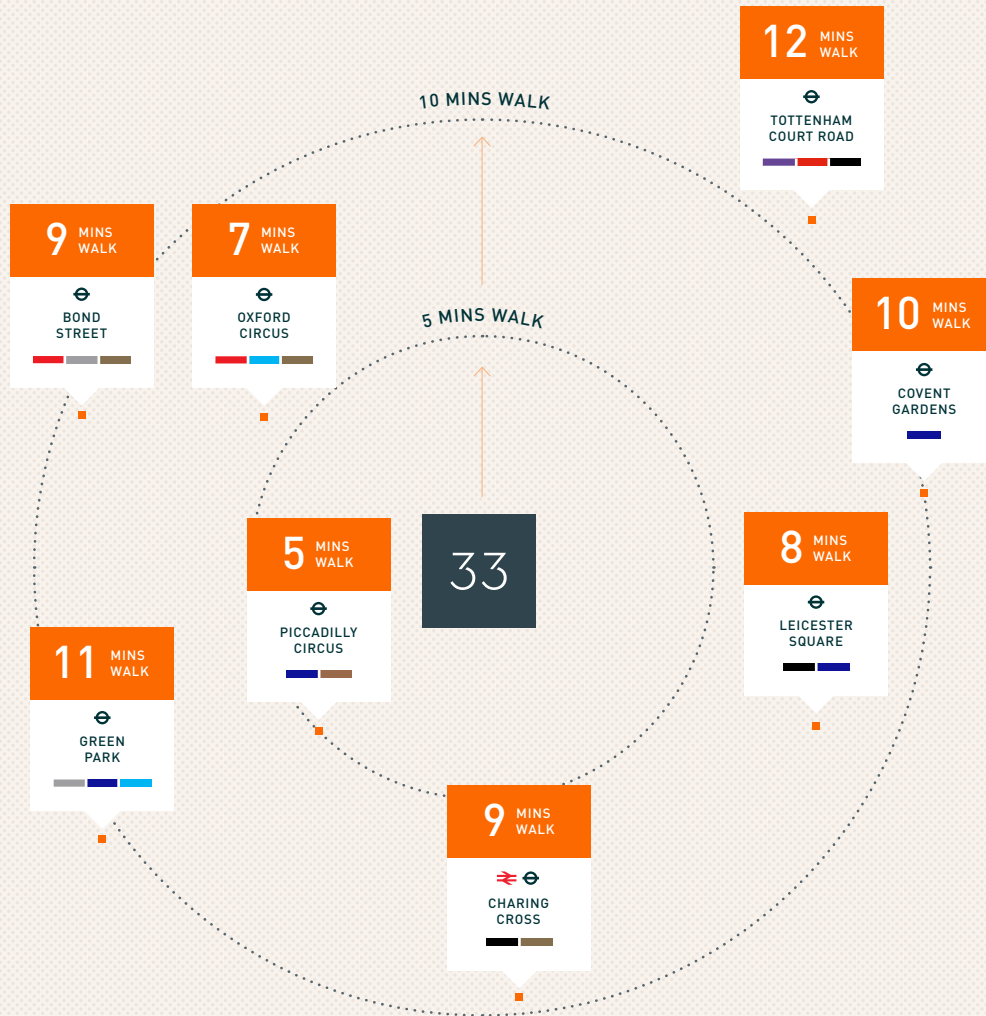 12 MINS
WALK
TOTTENHAM
COURT ROAD
10 MINS WALK
9 MINS
WALK
BOND
STREET
7 MINS
WALK
OXFORD
CIRCUS
10 MINS
WALK
COVENT
GARDENS
5 MINS WALK
5 MINS
WALK
PICCADILLY
CIRCUS
33
8 MINS
WALK
LEICESTER
SQUARE
11 MINS
WALK
GREEN
PARK
9 MINS
WALK
CHARING
CROSS